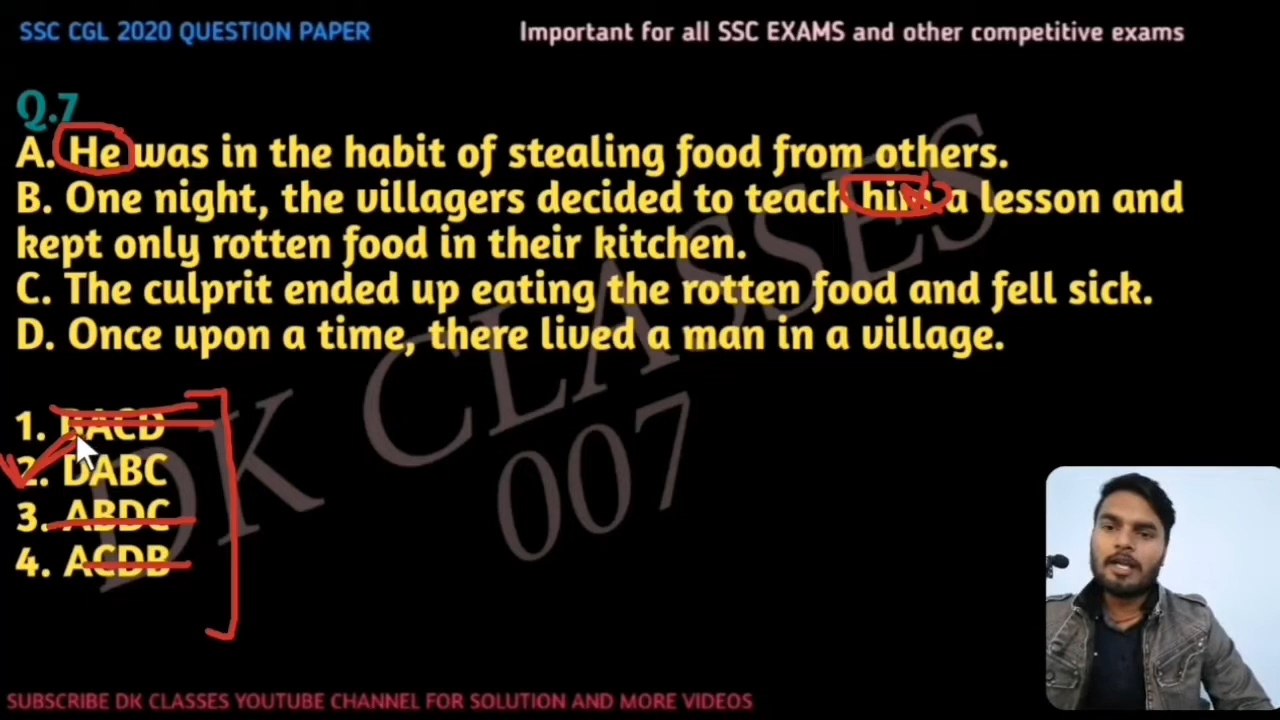 SSC CGL 2020 QUESTION PAPER Important for all SSC EXAMS and other competitive exams
Q.7
A. He was in the habit of stealing food from others.
B. One night, the villagers decided to teach him a lesson and
kept only rotten food in their kitchen.
C. The culprit ended up eating the rotten food and fell sick.
D. Once upon a time, there lived a man in a village.
1. BACD
2. DABC
3. ABDC
4. ACDB
DK CLASSES
007
SUBSCRIBE DK CLASSES YOUTUBE CHANNEL FOR SOLUTION AND MORE VIDEOS